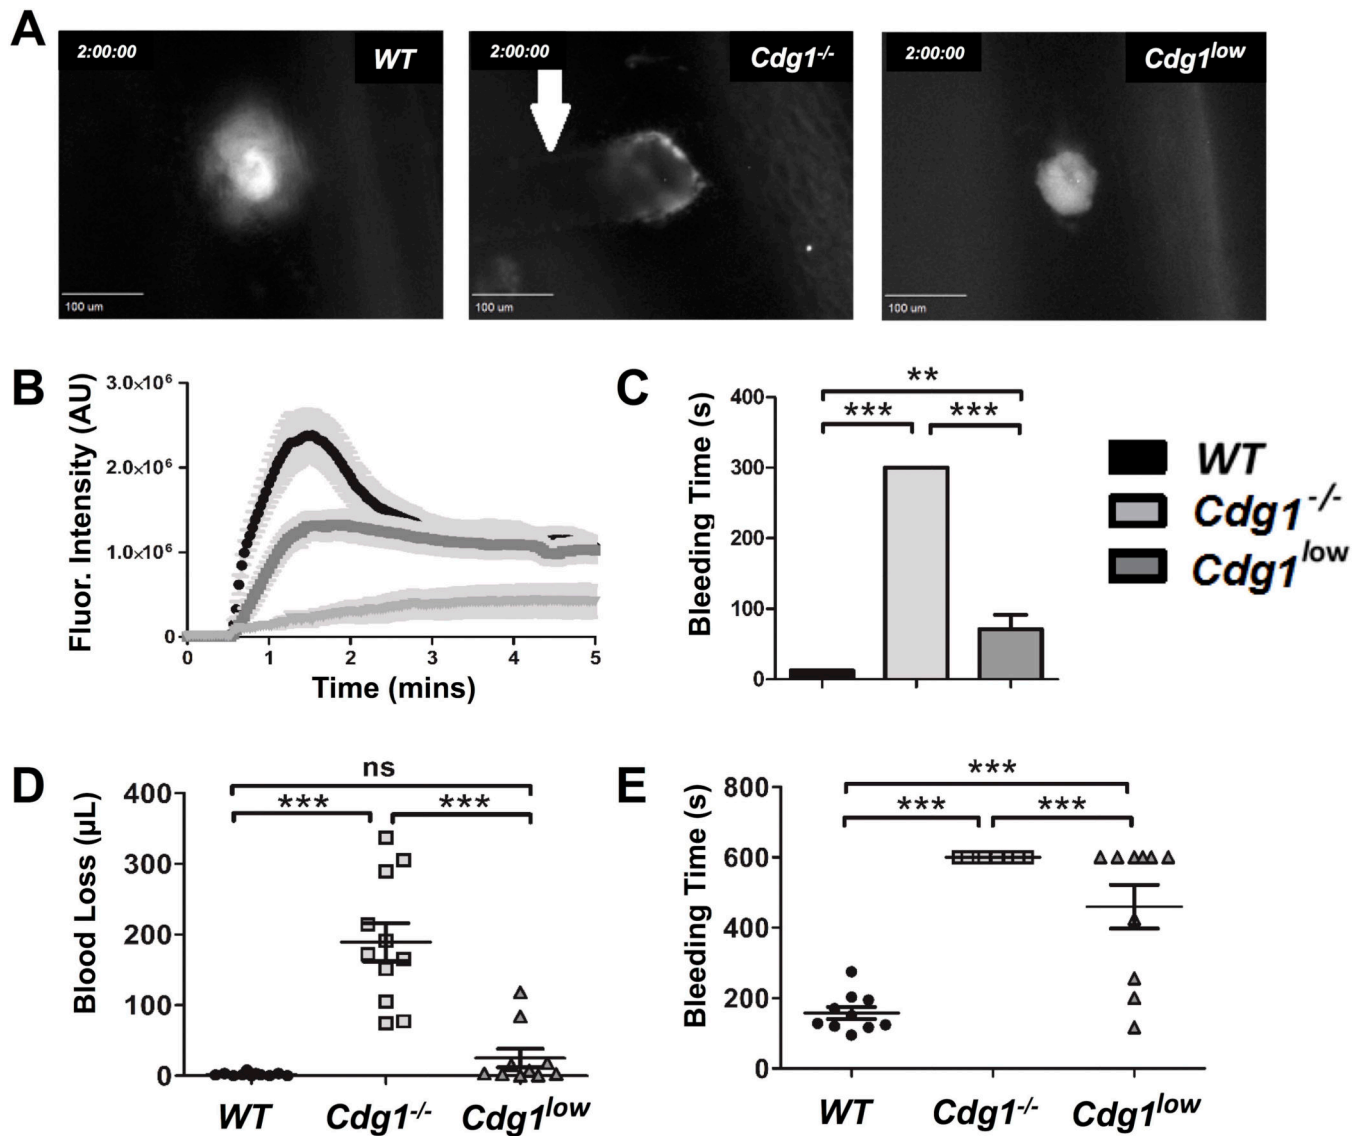 A
2:00:00 WT
2:00:00 Cdg1-/-
2:00:00 Cdg1low
100 um
100 um
100 um
B
Fluor. Intensity (AU)
3.0×10⁶
2.0×10⁶
1.0×10⁶
0
0 1 2 3 4 5
Time (mins)
C
Bleeding Time (s)
400
300
200
100
0
**
*** ***
WT
Cdg1-/-
Cdg1low
D
Blood Loss (µL)
400
300
200
100
0
ns
*** ***
WT Cdg1-/- Cdg1low
E
Bleeding Time (s)
800
600
400
200
0
***
*** ***
WT Cdg1-/- Cdg1low